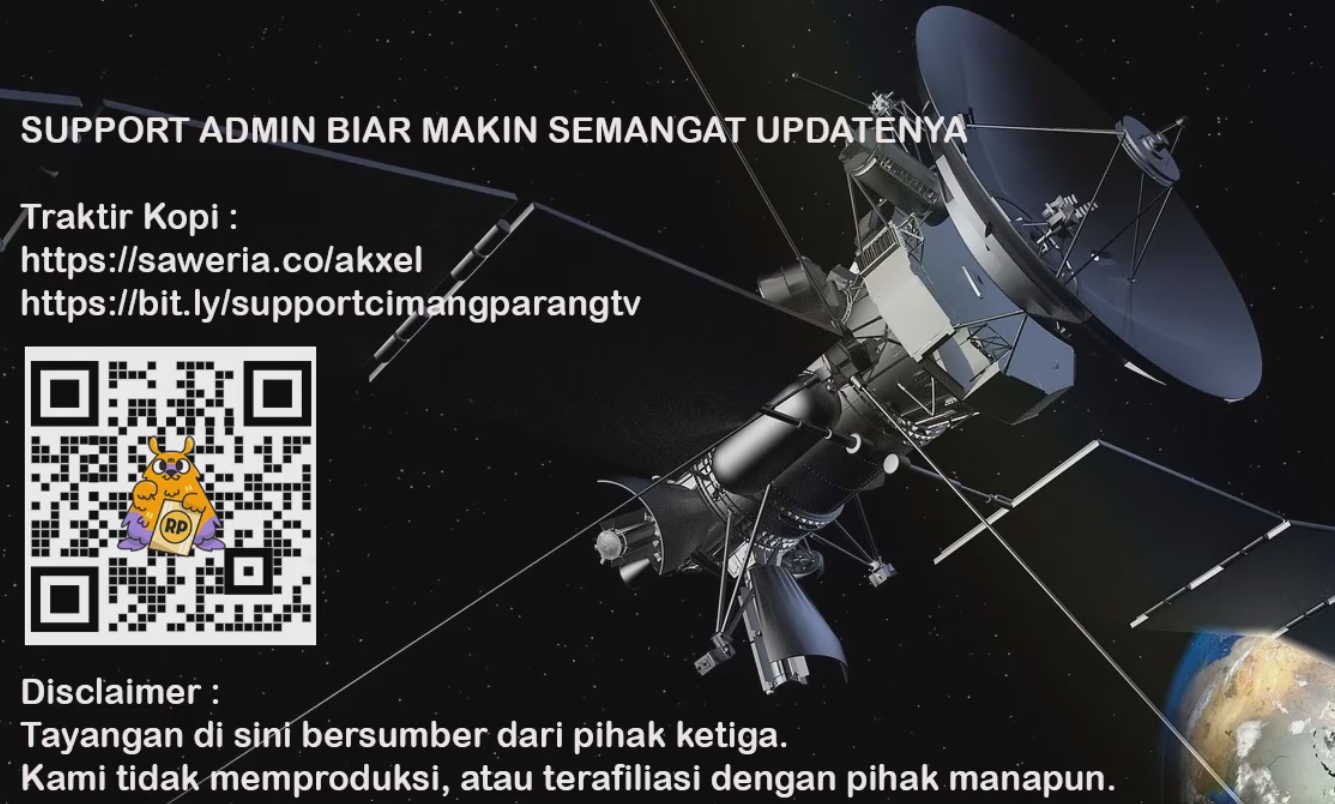 SUPPORT ADMIN BIAR MAKIN SEMANGAT UPDATENYA
Traktir Kopi :
https://saweria.co/akxel
https://bit.ly/supportcimangparangtv
RP
Disclaimer :
Tayangan di sini bersumber dari pihak ketiga.
Kami tidak memproduksi, atau terafiliasi dengan pihak manapun.